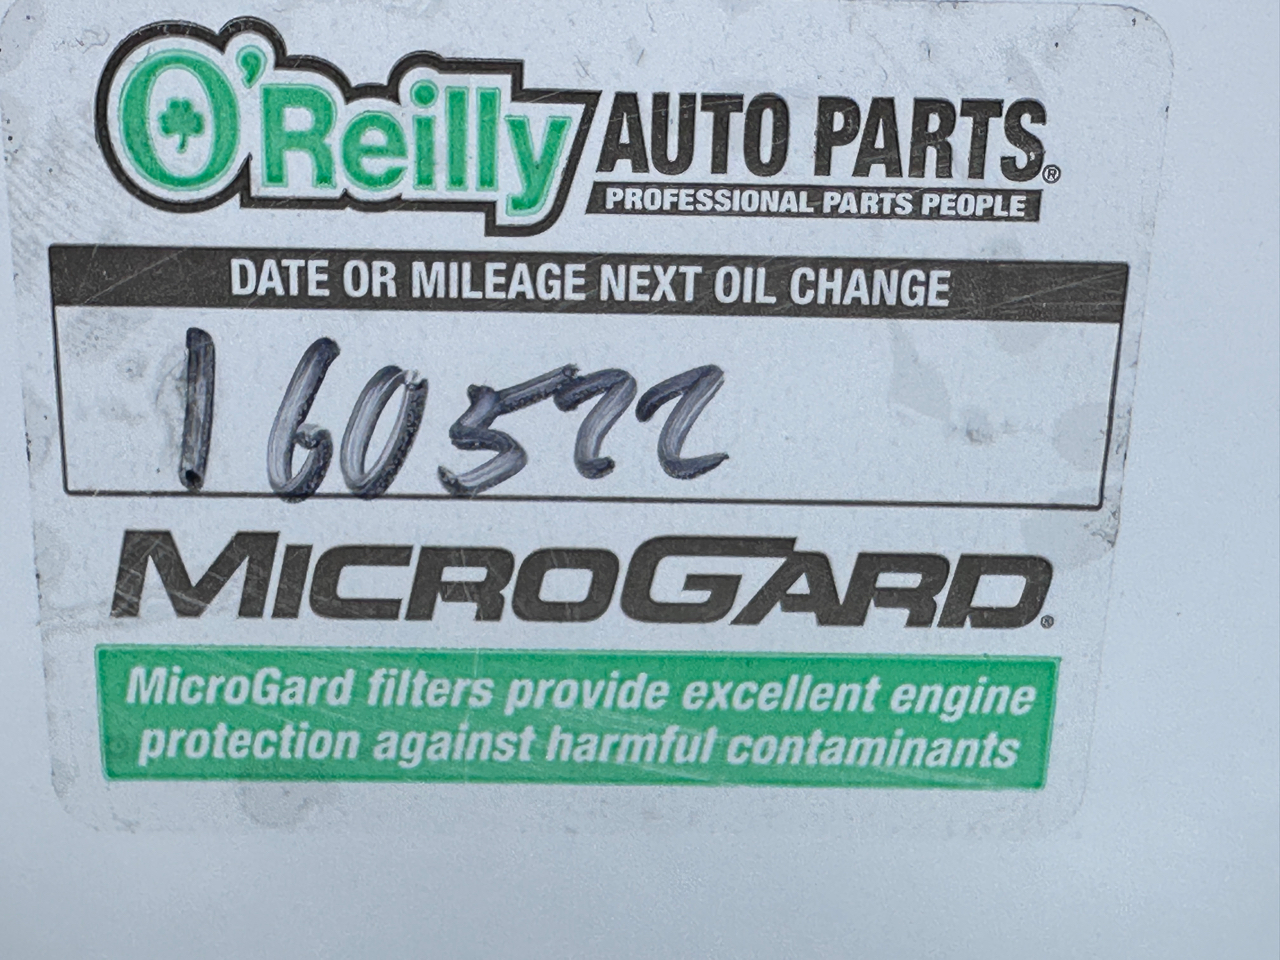 O'Reilly AUTO PARTS®
PROFESSIONAL PARTS PEOPLE
DATE OR MILEAGE NEXT OIL CHANGE
160522
MICROGARD®
MicroGard filters provide excellent engine
protection against harmful contaminants